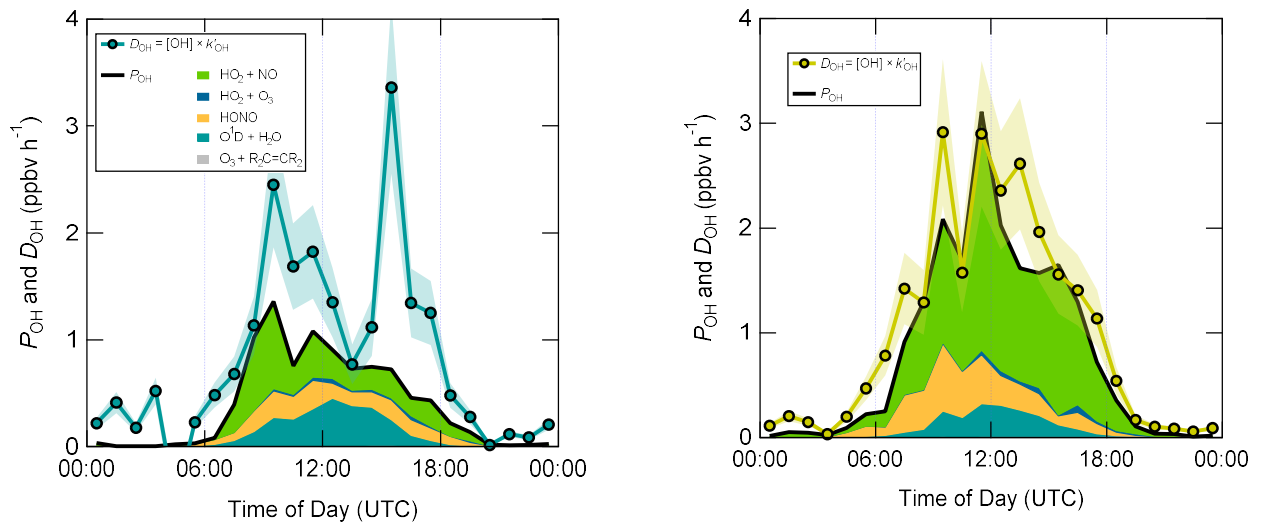 4
3
2
1
0
P_OH and D_OH (ppbv h⁻¹)
D_OH = [OH] × k'_OH
P_OH
HO₂ + NO
HO₂ + O₃
HONO
O¹D + H₂O
O₃ + R₂C=CR₂
00:00 06:00 12:00 18:00 00:00
Time of Day (UTC)
4
3
2
1
0
P_OH and D_OH (ppbv h⁻¹)
D_OH = [OH] × k'_OH
P_OH
00:00 06:00 12:00 18:00 00:00
Time of Day (UTC)